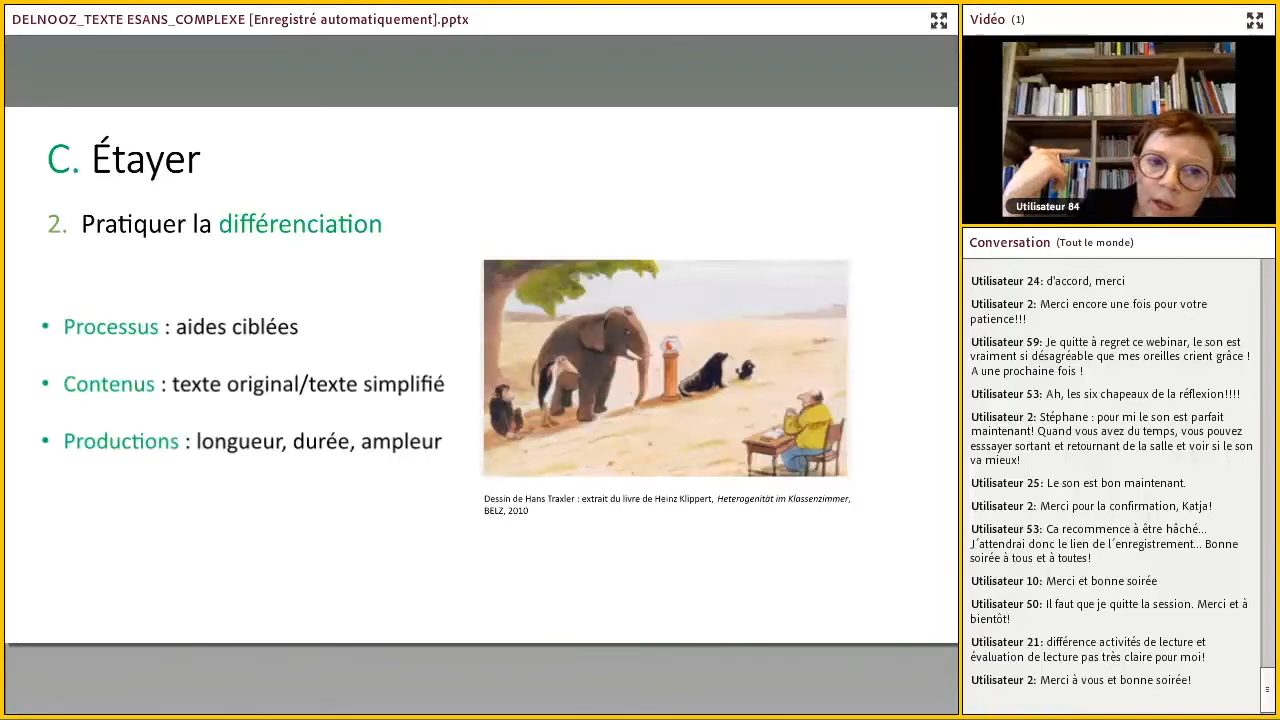 DELNOOZ_TEXTE ESANS_COMPLEXE [Enregistré automatiquement].pptx
C. Étayer
2. Pratiquer la différenciation
• Processus : aides ciblées
• Contenus : texte original/texte simplifié
• Productions : longueur, durée, ampleur
Dessin de Hans Traxler : extrait du livre de Heinz Klippert, Heterogenität im Klassenzimmer,
BELZ, 2010
Vidéo (1)
Utilisateur 84
Conversation (Tout le monde)
Utilisateur 24: d'accord, merci
Utilisateur 2: Merci encore une fois pour votre
patience!!!
Utilisateur 59: Je quitte à regret ce webinar, le son est
vraiment si désagréable que mes oreilles crient grâce !
A une prochaine fois !
Utilisateur 53: Ah, les six chapeaux de la réflexion!!!!
Utilisateur 2: Stéphane : pour mi le son est parfait
maintenant! Quand vous avez du temps, vous pouvez
esssayer sortant et retournant de la salle et voir si le son
va mieux!
Utilisateur 25: Le son est bon maintenant.
Utilisateur 2: Merci pour la confirmation, Katja!
Utilisateur 53: Ca recommence à être hâché...
J´attendrai donc le lien de l´enregistrement... Bonne
soirée à tous et à toutes!
Utilisateur 10: Merci et bonne soirée
Utilisateur 50: Il faut que je quitte la session. Merci et à
bientôt!
Utilisateur 21: différence activités de lecture et
évaluation de lecture pas très claire pour moi!
Utilisateur 2: Merci à vous et bonne soirée!